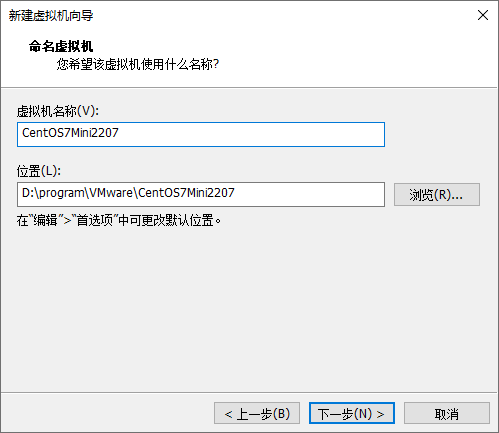 新建虚拟机向导
命名虚拟机
您希望该虚拟机使用什么名称?
虚拟机名称(V):
CentOS7Mini2207
位置(L):
D:\program\VMware\CentOS7Mini2207
浏览(R)...
在“编辑”>“首选项”中可更改默认位置。
< 上一步(B)
下一步(N) >
取消